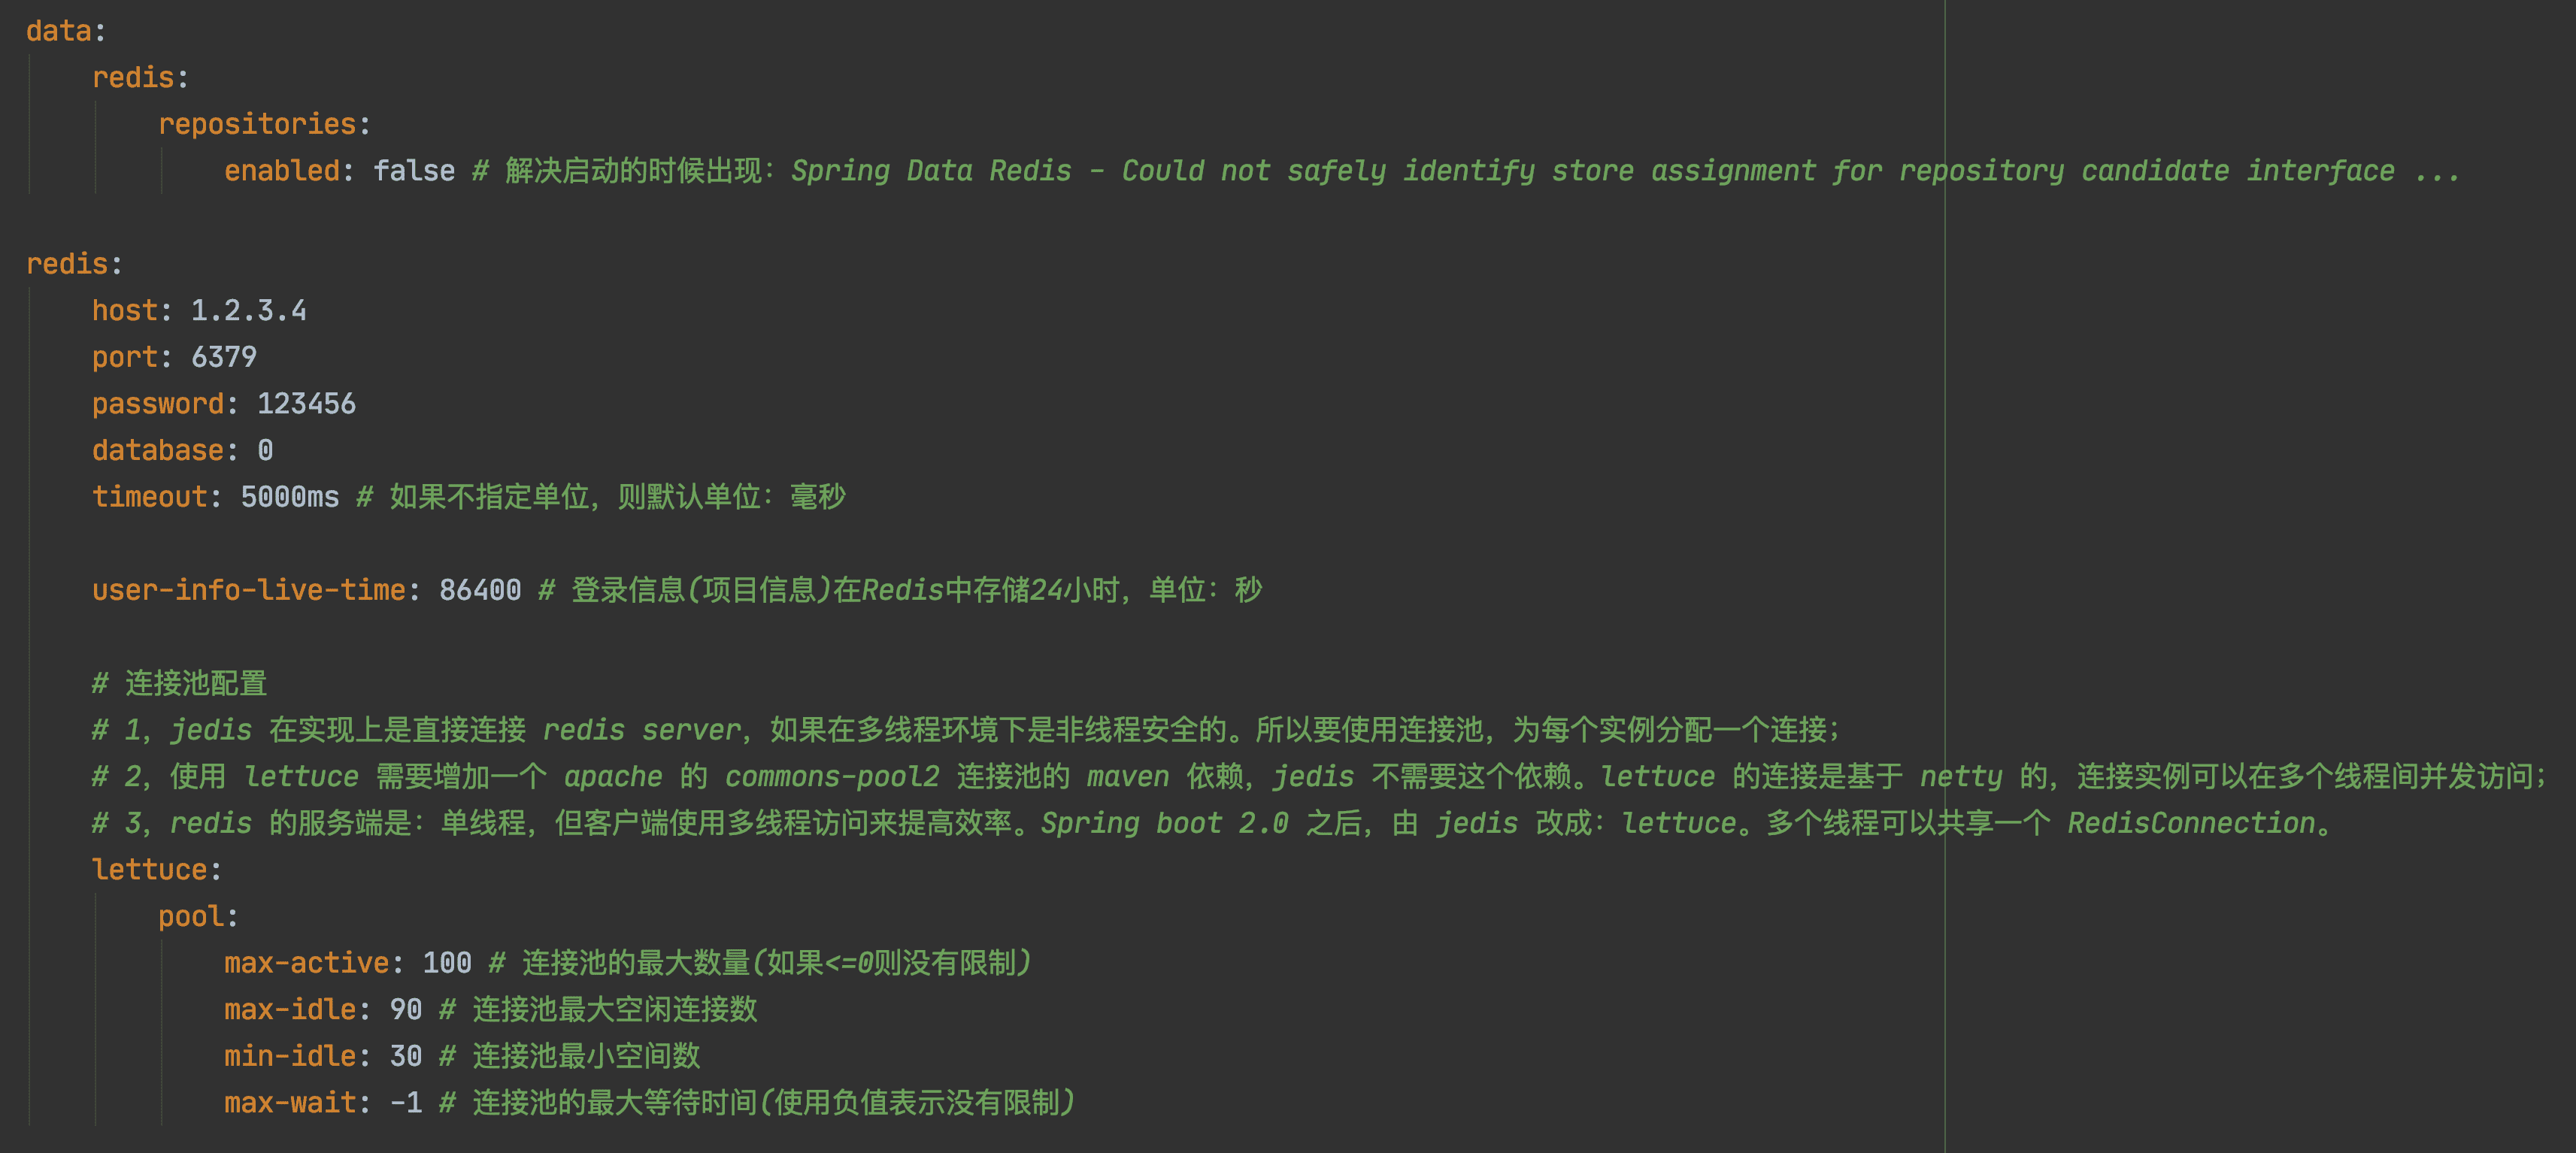 data:
redis:
repositories:
enabled: false # 解决启动的时候出现：Spring Data Redis - Could not safely identify store assignment for repository candidate interface ...
redis:
host: 1.2.3.4
port: 6379
password: 123456
database: 0
timeout: 5000ms # 如果不指定单位，则默认单位：毫秒
user-info-live-time: 86400 # 登录信息(项目信息)在Redis中存储24小时，单位：秒
# 连接池配置
# 1，jedis 在实现上是直接连接 redis server，如果在多线程环境下是非线程安全的。所以要使用连接池，为每个实例分配一个连接；
# 2，使用 lettuce 需要增加一个 apache 的 commons-pool2 连接池的 maven 依赖，jedis 不需要这个依赖。lettuce 的连接是基于 netty 的，连接实例可以在多个线程间并发访问；
# 3，redis 的服务端是：单线程，但客户端使用多线程访问来提高效率。Spring boot 2.0 之后，由 jedis 改成：lettuce。多个线程可以共享一个 RedisConnection。
lettuce:
pool:
max-active: 100 # 连接池的最大数量(如果<=0则没有限制)
max-idle: 90 # 连接池最大空闲连接数
min-idle: 30 # 连接池最小空间数
max-wait: -1 # 连接池的最大等待时间(使用负值表示没有限制)